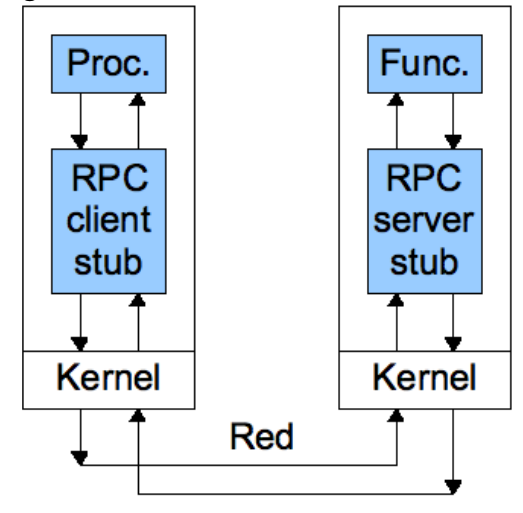 Proc.
Func.
RPC
client
stub
RPC
server
stub
Kernel
Kernel
Red